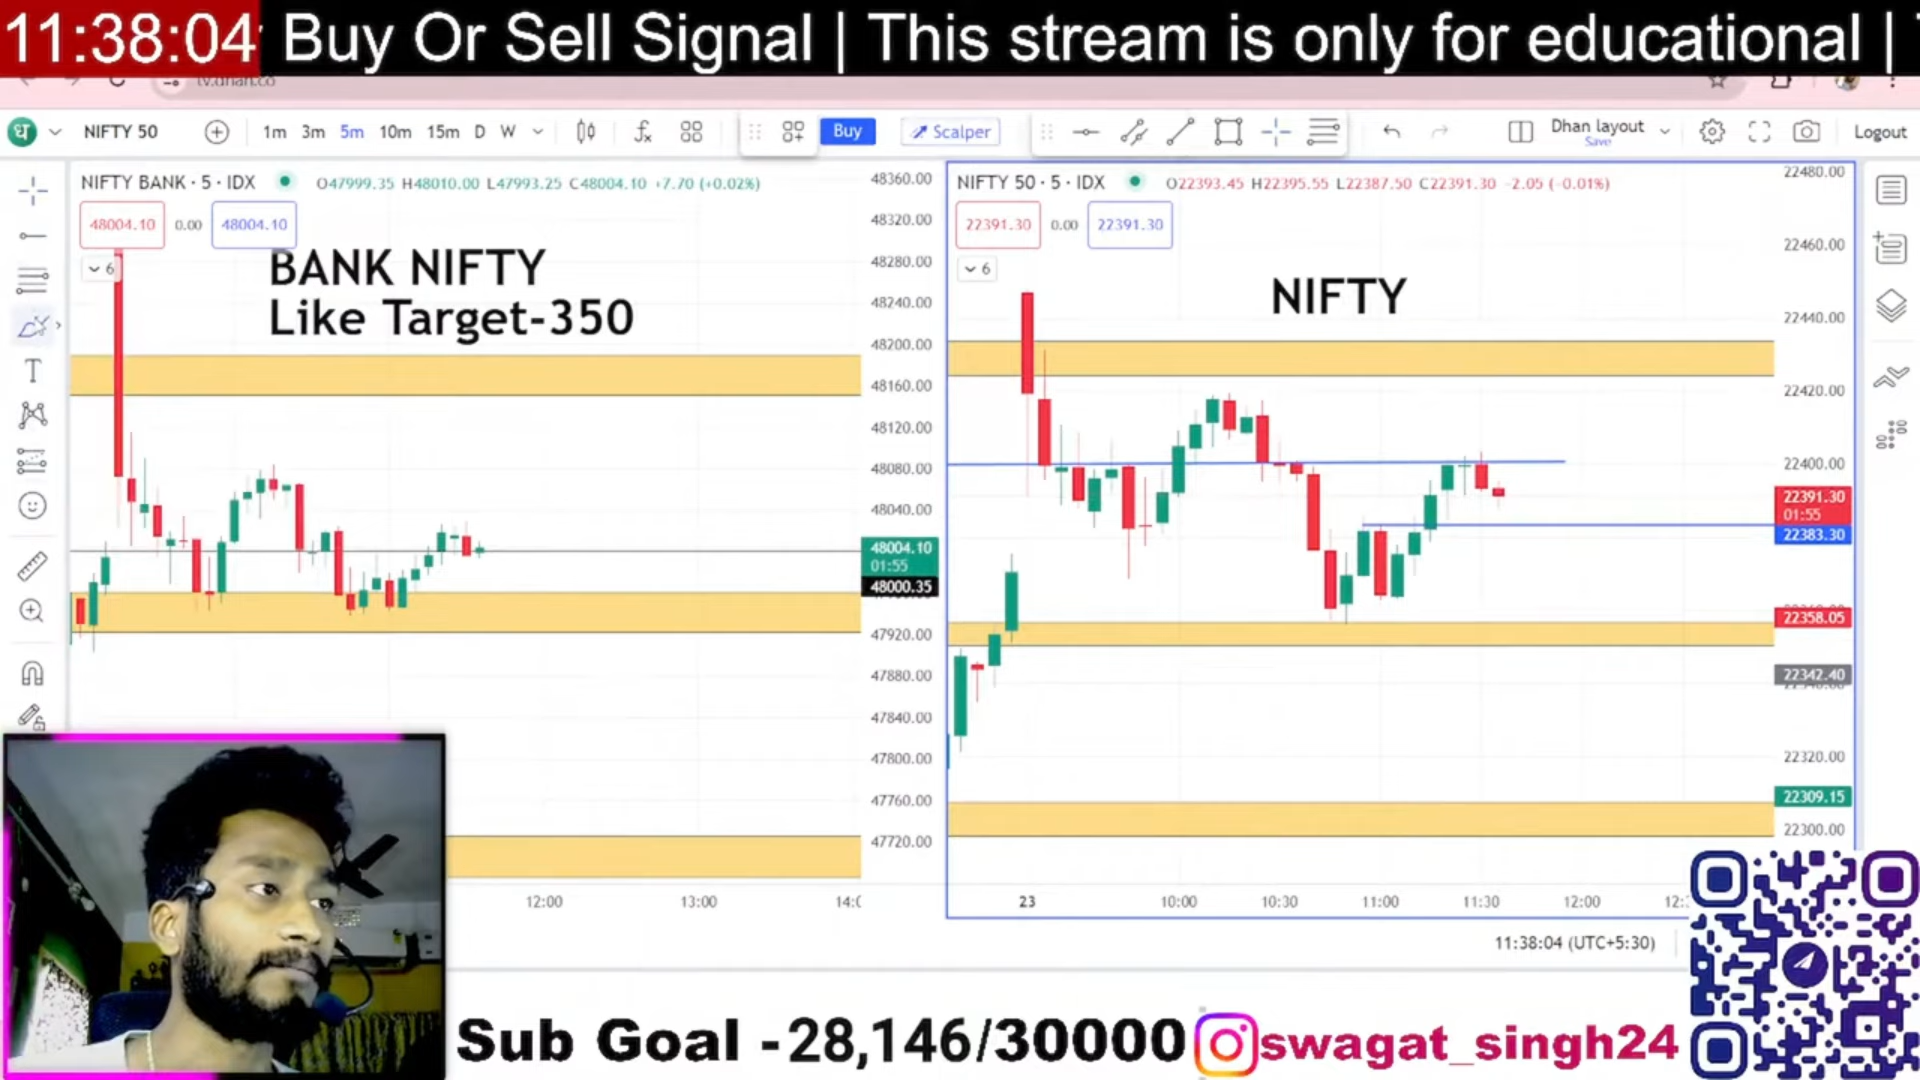 11:38:04 Buy Or Sell Signal | This stream is only for educational |
tv.dhan.co
NIFTY 50 1m 3m 5m 10m 15m D W Buy Scalper Dhan layout Save Logout
NIFTY BANK · 5 · IDX O47999.35 H48010.00 L47993.25 C48004.10 +7.70 (+0.02%)
48004.10 0.00 48004.10
6
BANK NIFTY
Like Target-350
48360.00
48320.00
48280.00
48240.00
48200.00
48160.00
48120.00
48080.00
48040.00
48004.10
01:55
48000.35
47920.00
47880.00
47840.00
47800.00
47760.00
47720.00
12:00 13:00
NIFTY 50 · 5 · IDX O22393.45 H22395.55 L22387.50 C22391.30 -2.05 (-0.01%)
22391.30 0.00 22391.30
6
NIFTY
22480.00
22460.00
22440.00
22420.00
22400.00
22391.30
01:55
22383.30
22358.05
22342.40
22320.00
22309.15
22300.00
23 10:00 10:30 11:00 11:30 12:00
11:38:04 (UTC+5:30)
Sub Goal -28,146/30000 swagat_singh24